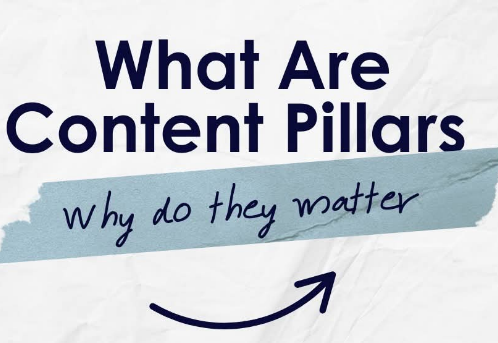 What Are
Content Pillars
Why do they matter